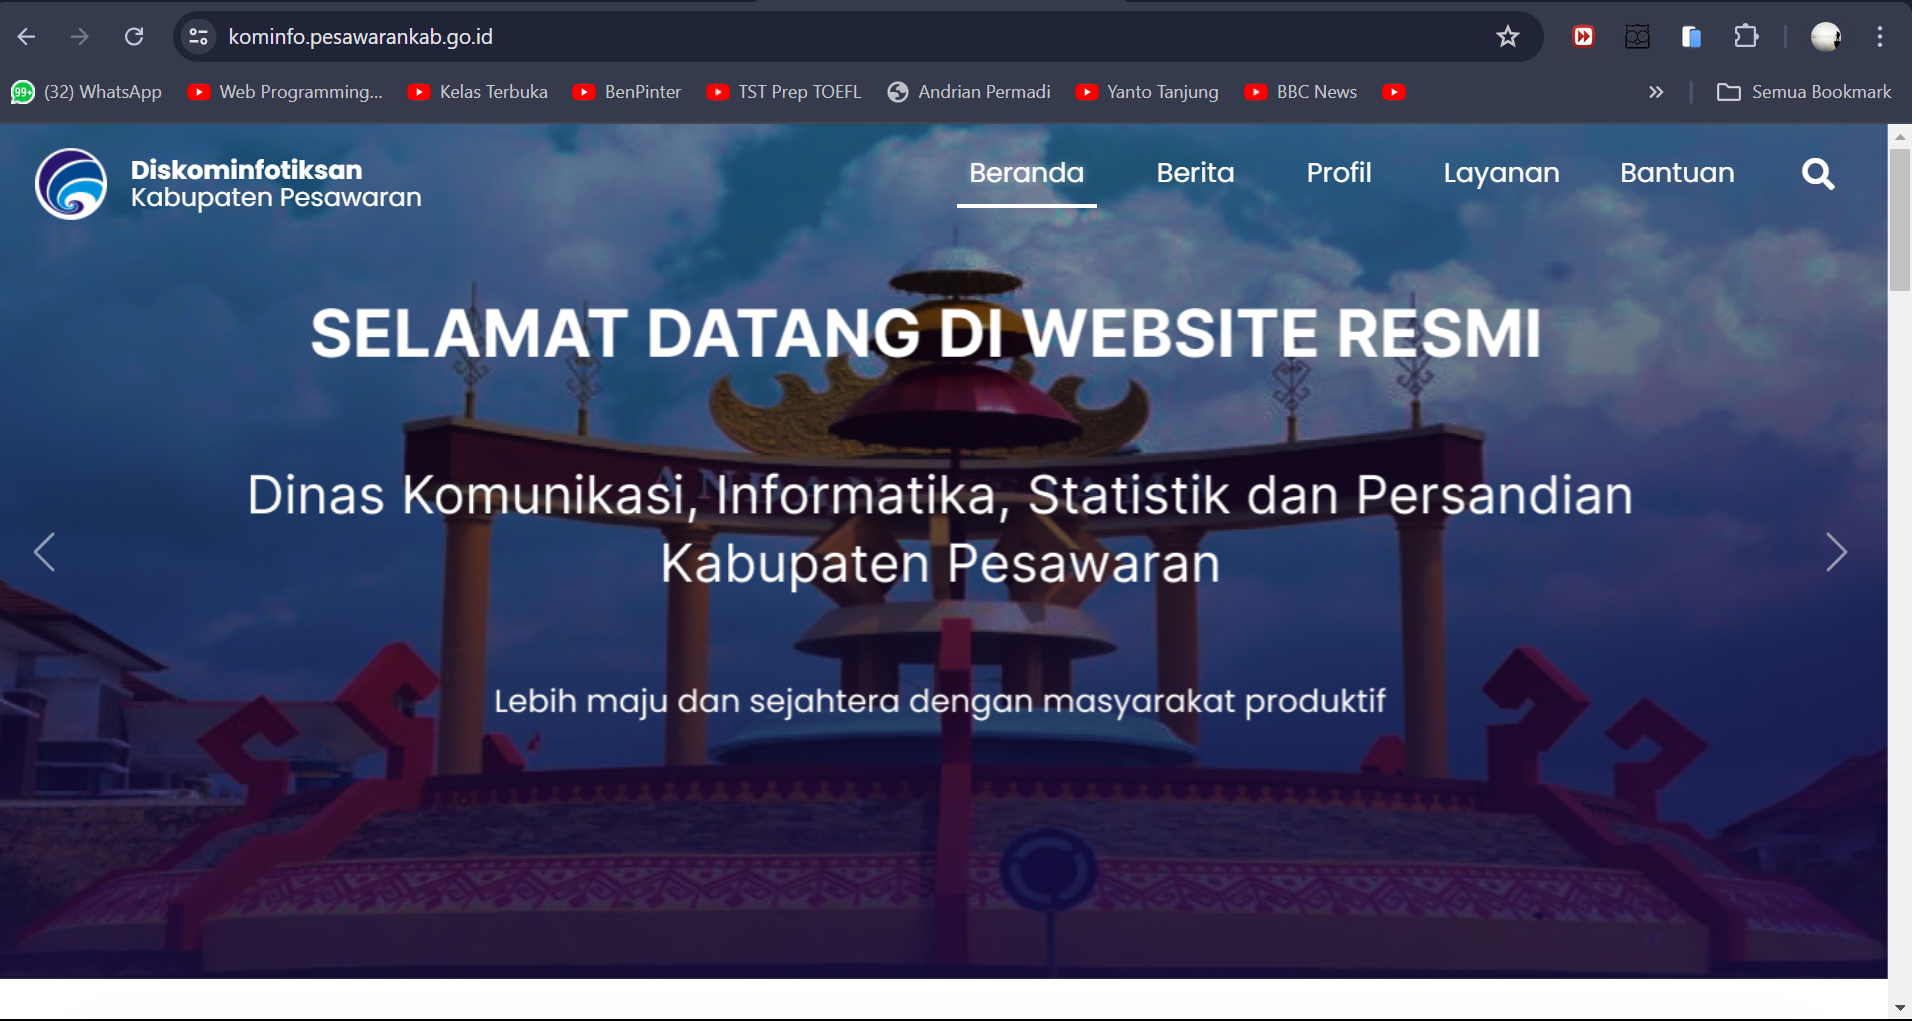 kominfo.pesawarankab.go.id
99+ (32) WhatsApp Web Programming... Kelas Terbuka BenPinter TST Prep TOEFL Andrian Permadi Yanto Tanjung BBC News » Semua Bookmark
Diskominfotiksan Beranda Berita Profil Layanan Bantuan
Kabupaten Pesawaran
SELAMAT DATANG DI WEBSITE RESMI
Dinas Komunikasi, Informatika, Statistik dan Persandian
Kabupaten Pesawaran
Lebih maju dan sejahtera dengan masyarakat produktif